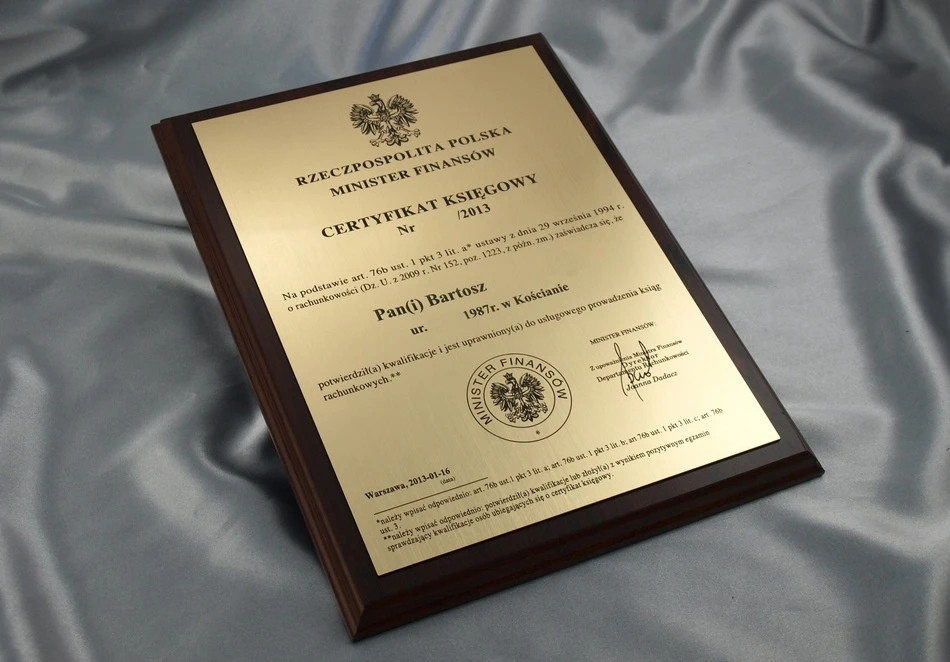 RZECZPOSPOLITA POLSKA
MINISTER FINANSÓW
CERTYFIKAT KSIĘGOWY
Nr /2013
Na podstawie art. 76b ust. 1 pkt 3 lit. a* ustawy z dnia 29 września 1994 r.
o rachunkowości (Dz. U. z 2009 r. Nr 152, poz. 1223, z późn. zm.) zaświadcza się, że
Pan(i) Bartosz
ur. 1987r. w Kościanie
potwierdził(a) kwalifikacje i jest uprawniony(a) do usługowego prowadzenia ksiąg
rachunkowych.**
MINISTER FINANSÓW
*
MINISTER FINANSÓW:
Z upoważnienia Ministra Finansów
Dyrektor
Departamentu Rachunkowości
Joanna Dadacz
Warszawa, 2013-01-16
(data)
*należy wpisać odpowiednio: art. 76b ust.1 pkt 3 lit. a; art. 76b ust. 1 pkt 3 lit. b; art 76b ust. 1 pkt 3 lit. c; art. 76b
ust. 3.
**należy wpisać odpowiednio: potwierdził(a) kwalifikacje lub złożył(a) z wynikiem pozytywnym egzamin
sprawdzający kwalifikacje osób ubiegających się o certyfikat księgowy.